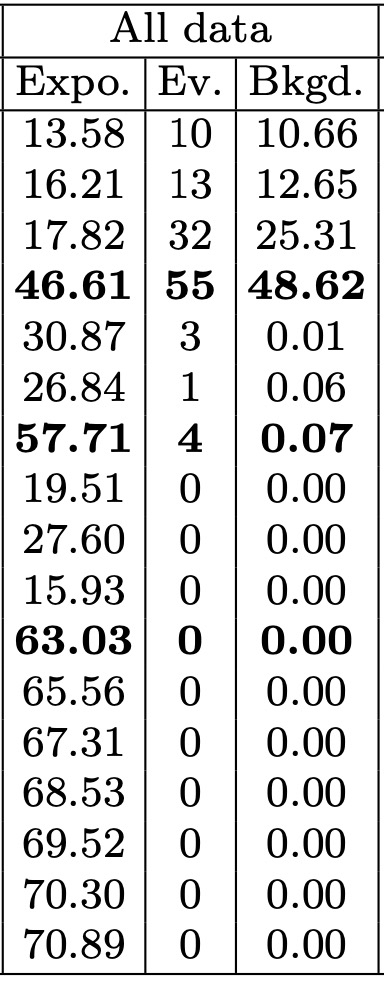 All data
Expo. Ev. Bkgd.
13.58 10 10.66
16.21 13 12.65
17.82 32 25.31
46.61 55 48.62
30.87 3 0.01
26.84 1 0.06
57.71 4 0.07
19.51 0 0.00
27.60 0 0.00
15.93 0 0.00
63.03 0 0.00
65.56 0 0.00
67.31 0 0.00
68.53 0 0.00
69.52 0 0.00
70.30 0 0.00
70.89 0 0.00